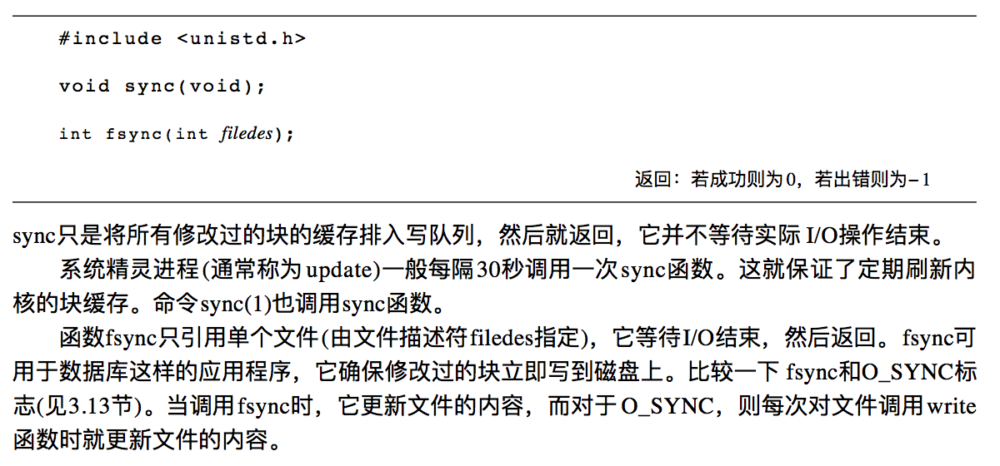 #include <unistd.h>
void sync(void);
int fsync(int filedes);
返回：若成功则为0，若出错则为–1
sync只是将所有修改过的块的缓存排入写队列，然后就返回，它并不等待实际 I/O操作结束。
系统精灵进程(通常称为update)一般每隔30秒调用一次sync函数。这就保证了定期刷新内
核的块缓存。命令sync(1)也调用sync函数。
函数fsync只引用单个文件(由文件描述符filedes指定)，它等待I/O结束，然后返回。fsync可
用于数据库这样的应用程序，它确保修改过的块立即写到磁盘上。比较一下 fsync和O_SYNC标
志(见3.13节)。当调用fsync时，它更新文件的内容，而对于O_SYNC，则每次对文件调用write
函数时就更新文件的内容。